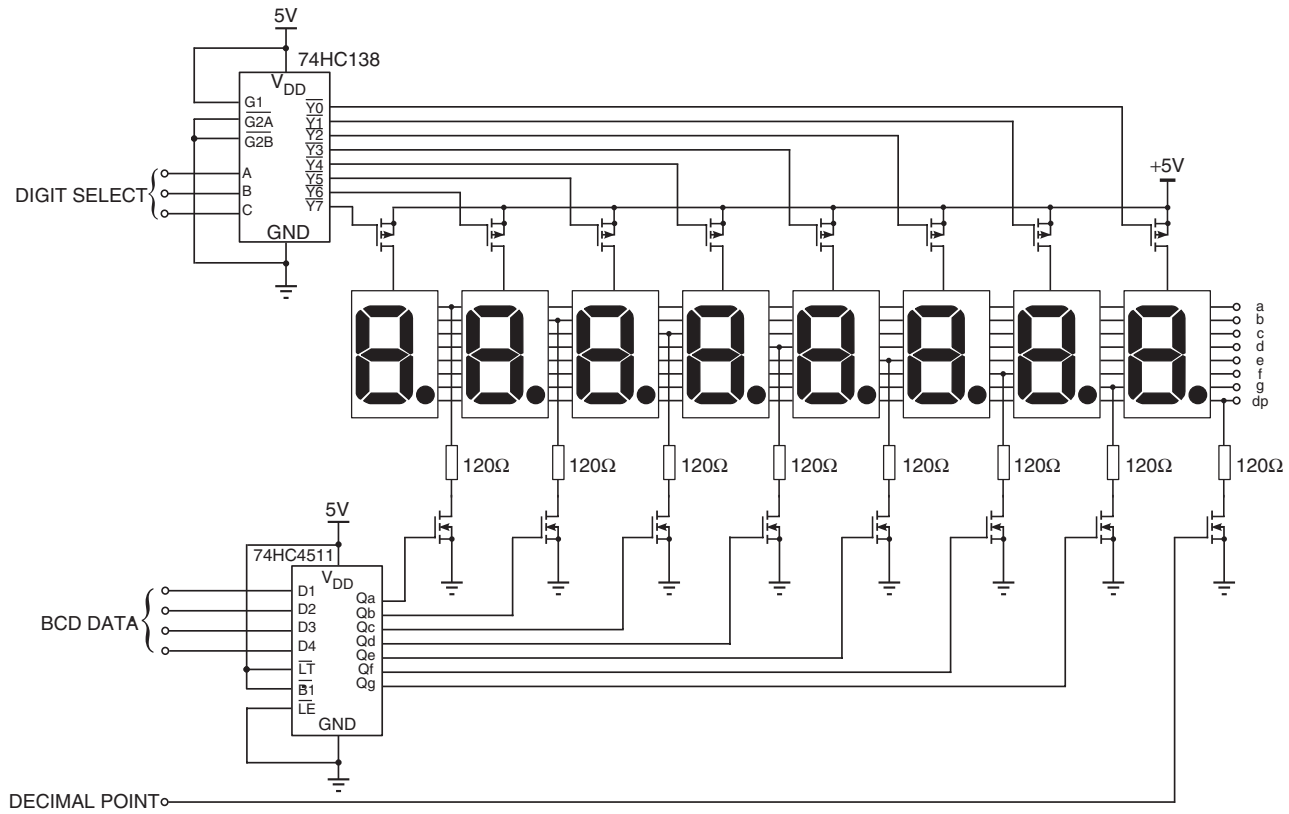 5V
74HC138
VDD
G1
G2A
G2B
A
B
C
GND
Y0
Y1
Y2
Y3
Y4
Y5
Y6
Y7
DIGIT SELECT
+5V
a
b
c
d
e
f
g
dp
120Ω 120Ω 120Ω 120Ω 120Ω 120Ω 120Ω 120Ω
5V
74HC4511
VDD
D1
D2
D3
D4
LT
B1
LE
GND
Qa
Qb
Qc
Qd
Qe
Qf
Qg
BCD DATA
DECIMAL POINT